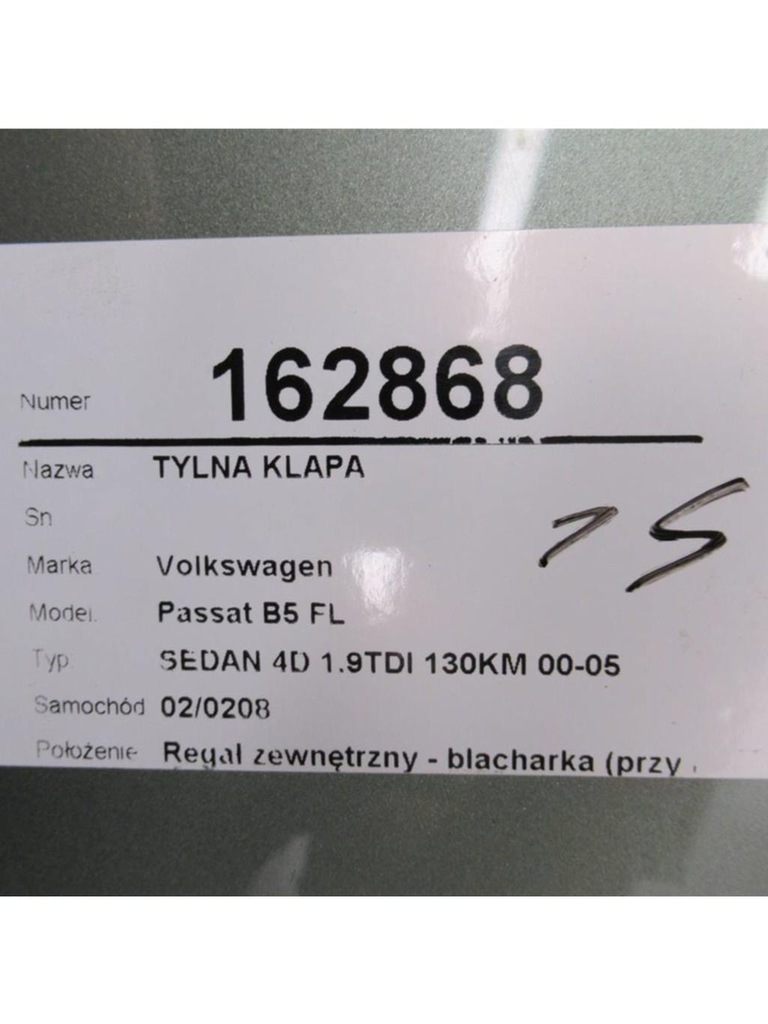 Numer 162868
Nazwa TYLNA KLAPA
Sn
15
Marka Volkswagen
Model Passat B5 FL
Typ SEDAN 4D 1.9TDI 130KM 00-05
Samochód 02/0208
Położenie Regal zewnętrzny - blacharka (przy